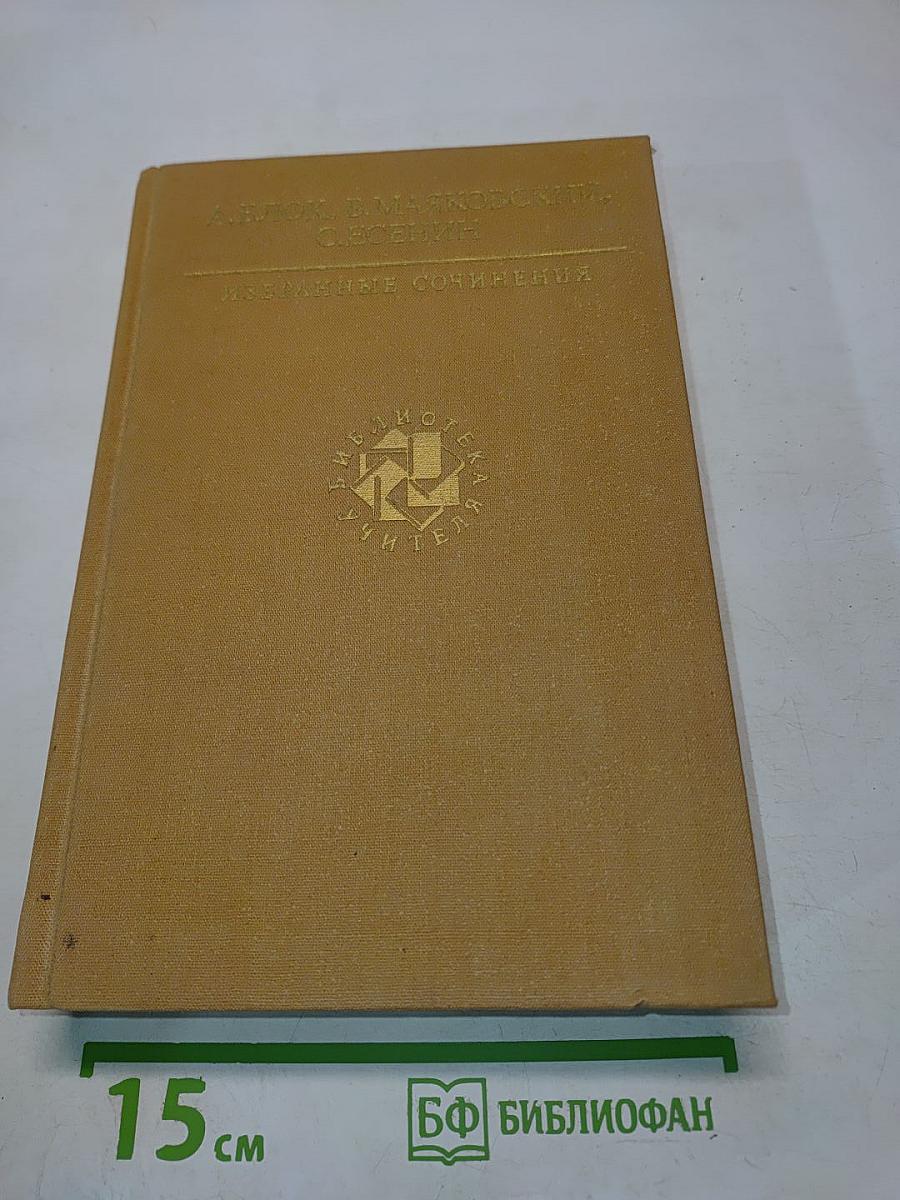 А.БЛОК, В.МАЯКОВСКИЙ,
С.ЕСЕНИН
ИЗБРАННЫЕ СОЧИНЕНИЯ
БИБЛИОТЕКА
УЧИТЕЛЯ
15 см
БФ БИБЛИОФАН